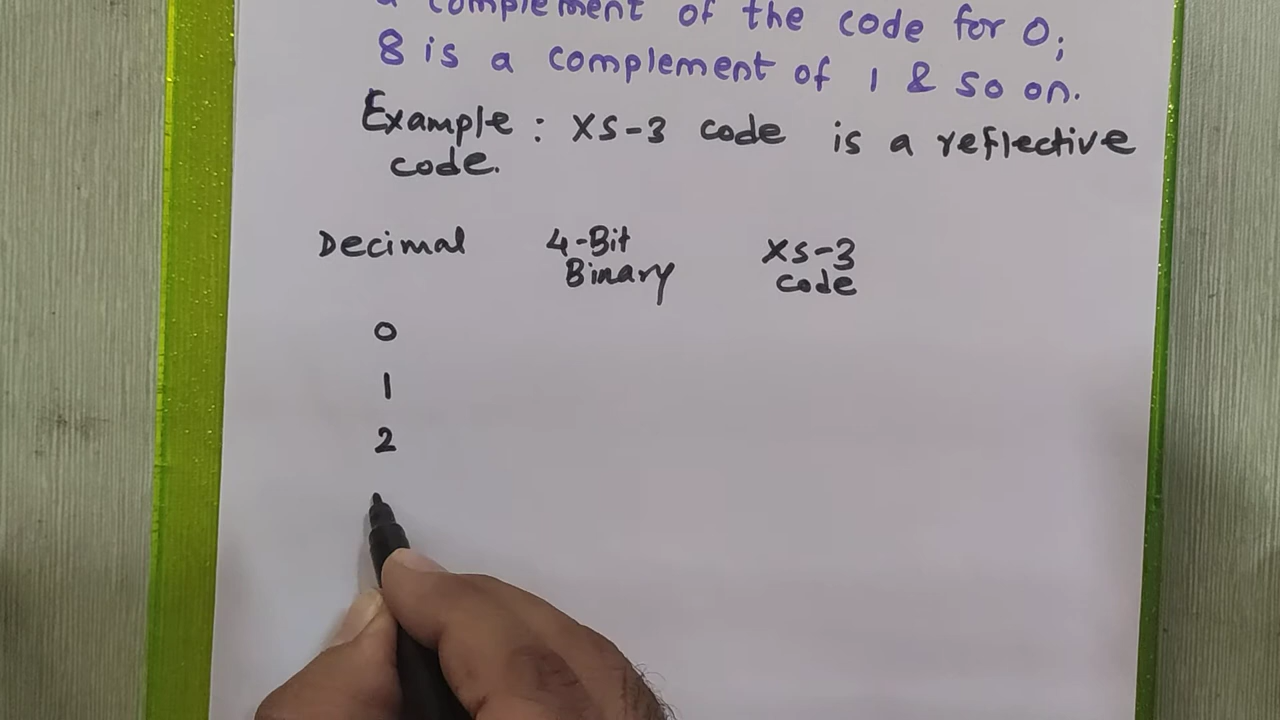 a complement of the code for 0;
8 is a complement of 1 & so on.
Example : XS-3 code is a reflective
code.
Decimal 4-Bit Binary XS-3 code
0
1
2